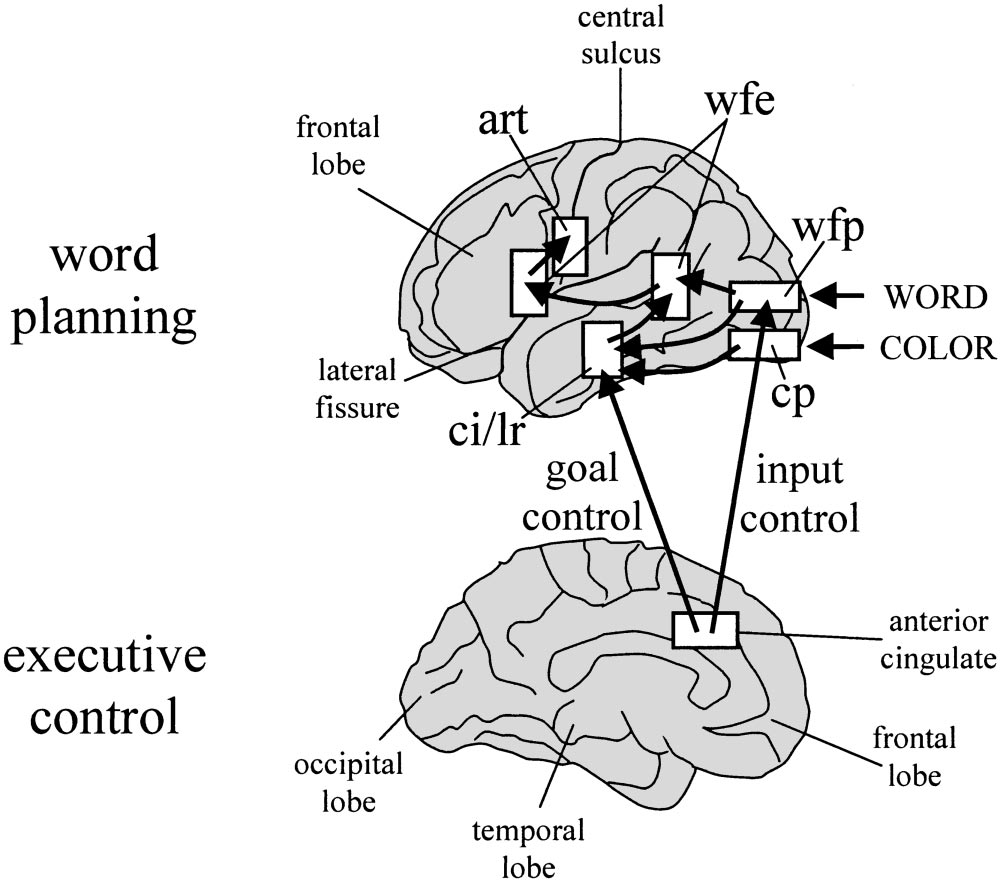 central
sulcus
wfe
art
frontal
lobe
wfp
word
planning
WORD
COLOR
lateral
fissure
cp
ci/lr
goal
control
input
control
executive
control
anterior
cingulate
occipital
lobe
frontal
lobe
temporal
lobe